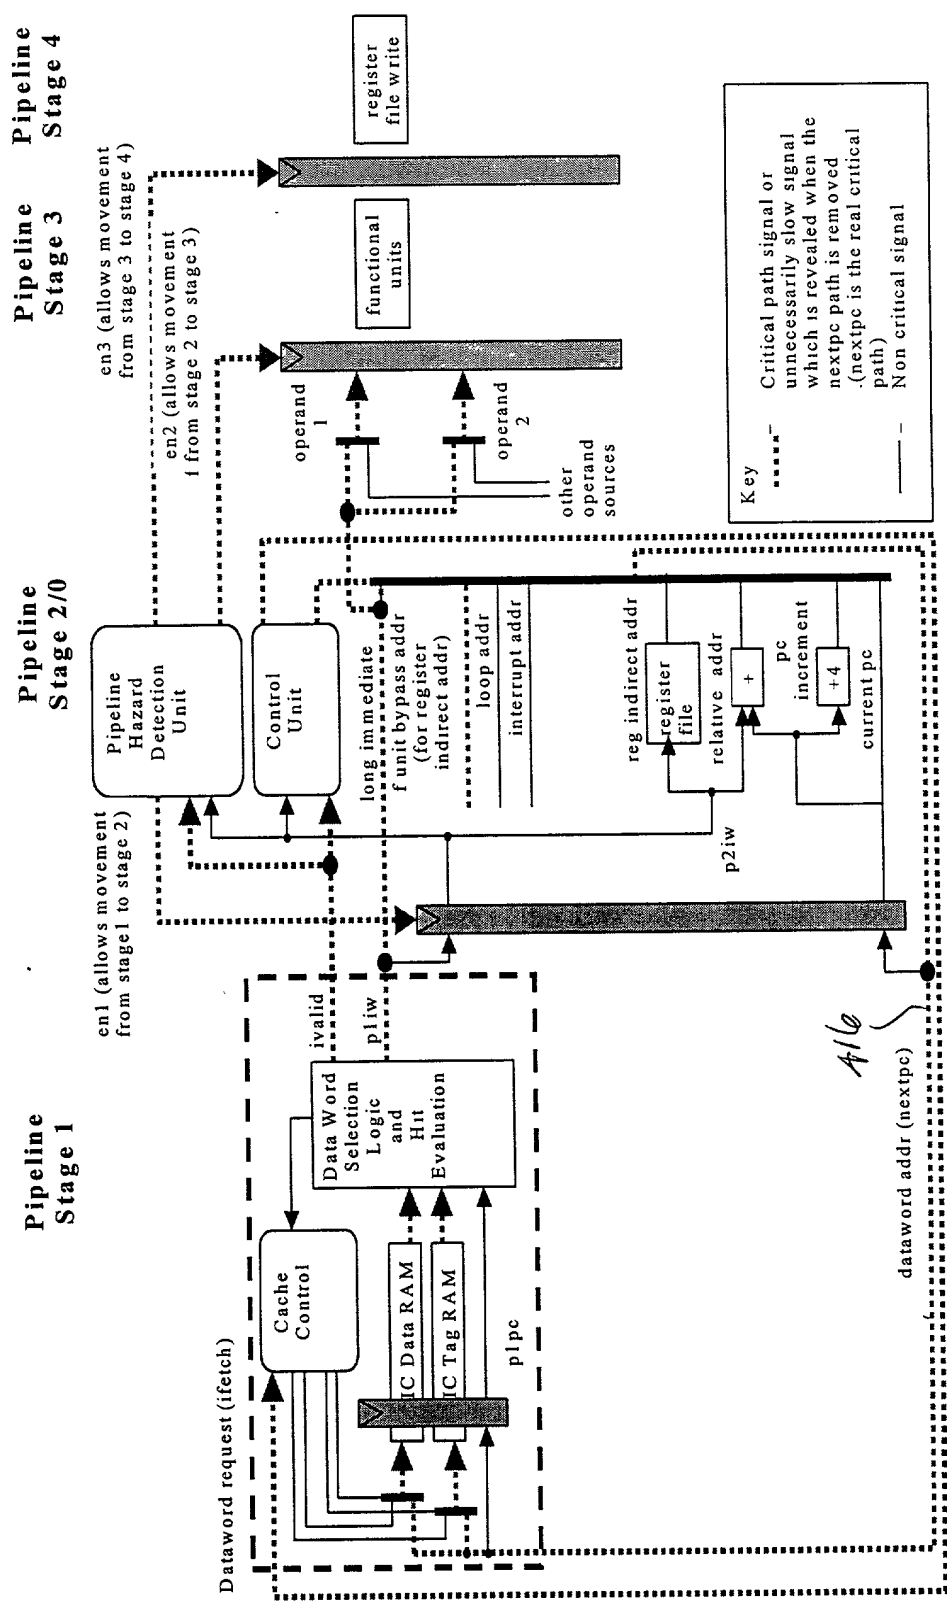 Pipeline
Stage 1
Pipeline
Stage 2/0
Pipeline
Stage 3
Pipeline
Stage 4
Dataword request (ifetch)
Cache
Control
IC Data RAM
IC Tag RAM
p1pc
Data Word
Selection
Logic
and
Hit
Evaluation
ivalid
p1iw
en1 (allows movement
from stage1 to stage 2)
Pipeline
Hazard
Detection
Unit
Control
Unit
long immediate
f unit bypass addr
(for register
indirect addr)
loop addr
interrupt addr
reg indirect addr
register
file
relative addr
+
pc
increment
+4
current pc
p2iw
416
dataword addr (nextpc)
en3 (allows movement
from stage 3 to stage 4)
en2 (allows movement
from stage 2 to stage 3)
operand
1
operand
2
other
operand
sources
functional
units
register
file write
Key
Critical path signal or
unnecessarily slow signal
which is revealed when the
nextpc path is removed
.(nextpc is the real critical
path)
Non critical signal